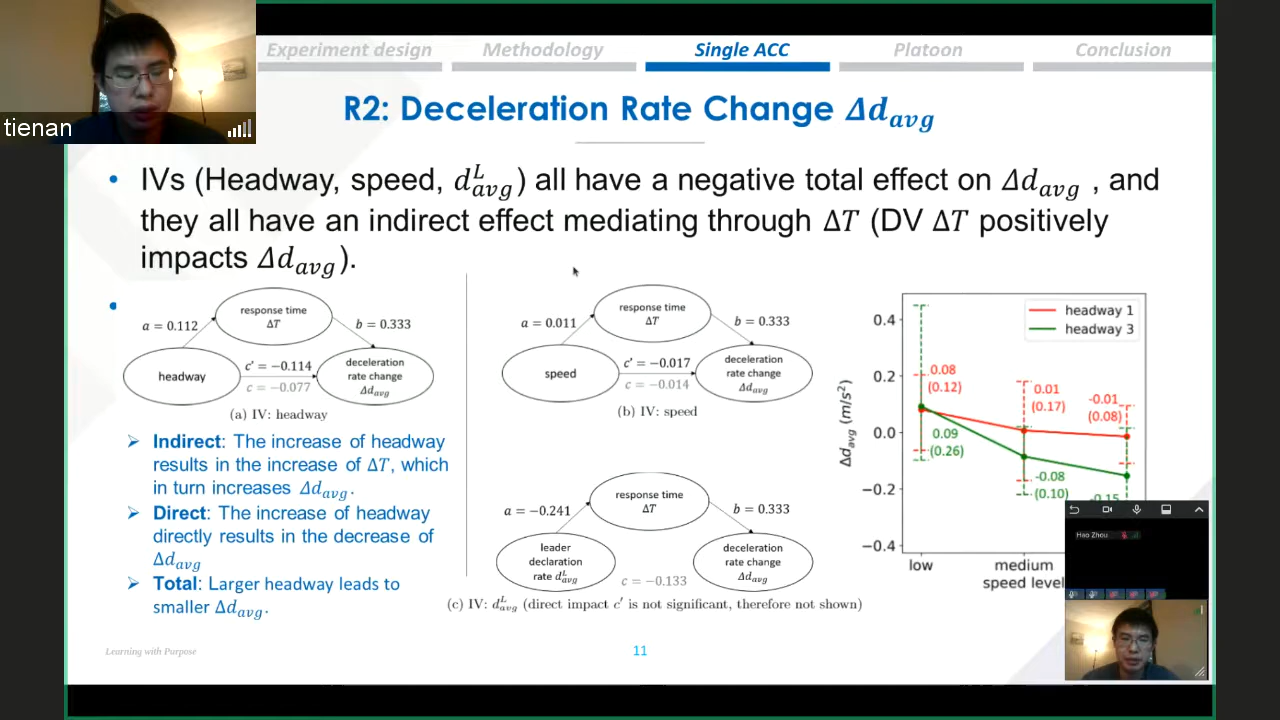 tienan
Experiment design
Methodology
Single ACC
Platoon
Conclusion
R2: Deceleration Rate Change Δd_avg
• IVs (Headway, speed, d^L_avg) all have a negative total effect on Δd_avg , and
they all have an indirect effect mediating through ΔT (DV ΔT positively
impacts Δd_avg).
•
response time
ΔT
a = 0.112
b = 0.333
headway
c′ = −0.114
c = −0.077
deceleration
rate change
Δd_avg
(a) IV: headway
➢ Indirect: The increase of headway
results in the increase of ΔT, which
in turn increases Δd_avg.
➢ Direct: The increase of headway
directly results in the decrease of
Δd_avg
➢ Total: Larger headway leads to
smaller Δd_avg.
response time
ΔT
a = 0.011
b = 0.333
speed
c′ = −0.017
c = −0.014
deceleration
rate change
Δd_avg
(b) IV: speed
response time
ΔT
a = −0.241
b = 0.333
leader
declaration
rate d^L_avg
c = −0.133
deceleration
rate change
Δd_avg
(c) IV: d^L_avg (direct impact c′ is not significant, therefore not shown)
headway 1
headway 3
Δd_avg (m/s²)
0.4
0.2
0.0
−0.2
−0.4
0.08
(0.12)
0.01
(0.17)
-0.01
(0.08)
0.09
(0.26)
-0.08
(0.10)
-0.15
low
medium
speed level
Hao Zhou
Learning with Purpose
11